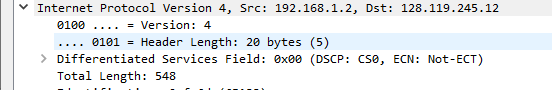 Internet Protocol Version 4, Src: 192.168.1.2, Dst: 128.119.245.12
0100 .... = Version: 4
.... 0101 = Header Length: 20 bytes (5)
Differentiated Services Field: 0x00 (DSCP: CS0, ECN: Not-ECT)
Total Length: 548